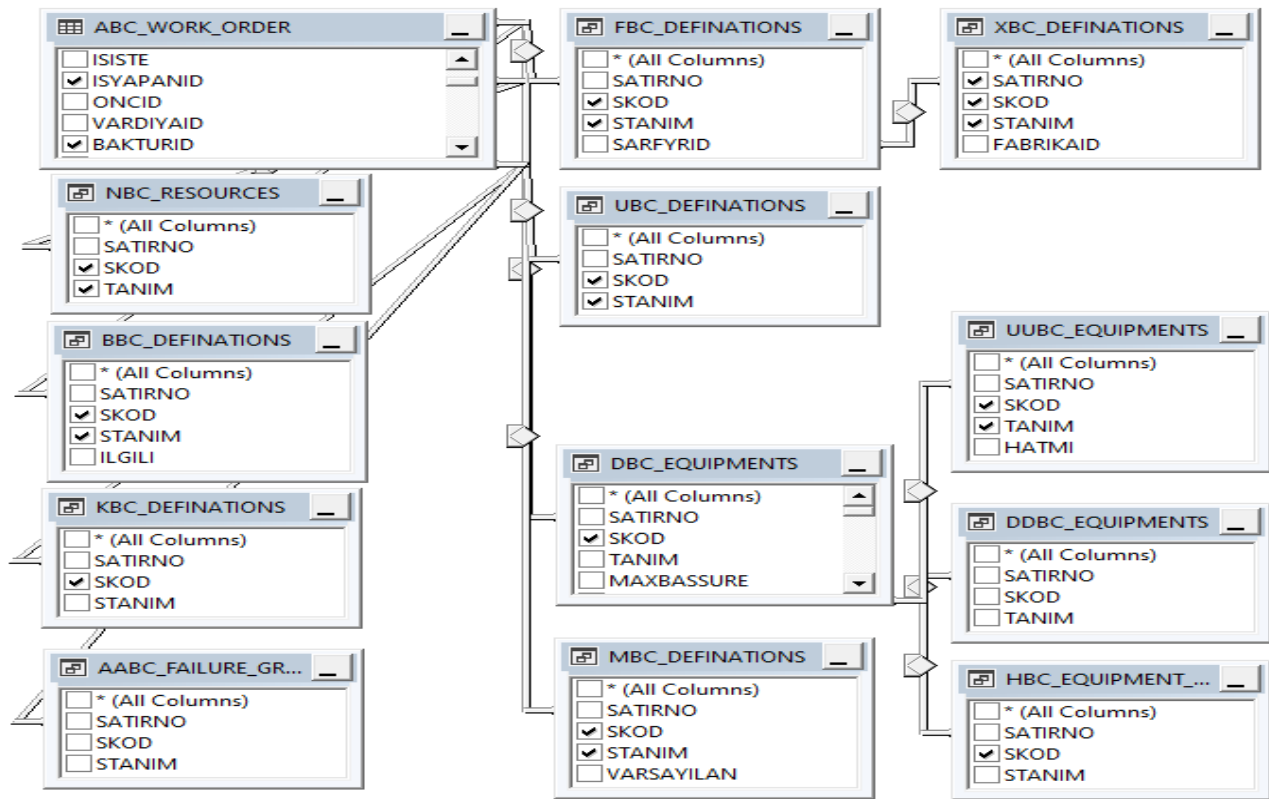 ABC_WORK_ORDER
ISISTE
ISYAPANID
ONCID
VARDIYAID
BAKTURID
FBC_DEFINATIONS
* (All Columns)
SATIRNO
SKOD
STANIM
SARFYRID
XBC_DEFINATIONS
* (All Columns)
SATIRNO
SKOD
STANIM
FABRIKAID
NBC_RESOURCES
* (All Columns)
SATIRNO
SKOD
TANIM
UBC_DEFINATIONS
* (All Columns)
SATIRNO
SKOD
STANIM
BBC_DEFINATIONS
* (All Columns)
SATIRNO
SKOD
STANIM
ILGILI
UUBC_EQUIPMENTS
* (All Columns)
SATIRNO
SKOD
TANIM
HATMI
DBC_EQUIPMENTS
* (All Columns)
SATIRNO
SKOD
TANIM
MAXBASSURE
KBC_DEFINATIONS
* (All Columns)
SATIRNO
SKOD
STANIM
DDBC_EQUIPMENTS
* (All Columns)
SATIRNO
SKOD
TANIM
AABC_FAILURE_GR...
* (All Columns)
SATIRNO
SKOD
STANIM
MBC_DEFINATIONS
* (All Columns)
SATIRNO
SKOD
STANIM
VARSAYILAN
HBC_EQUIPMENT_...
* (All Columns)
SATIRNO
SKOD
STANIM